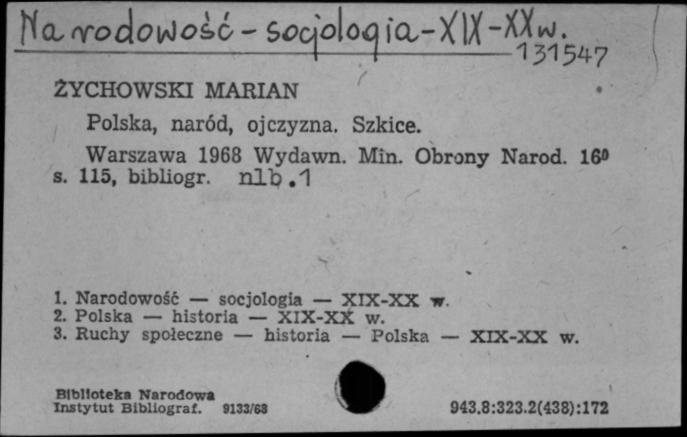 Narodowość - socjologia - XIX-XX w.
131547
ŻYCHOWSKI MARIAN
Polska, naród, ojczyzna. Szkice.
Warszawa 1968 Wydawn. Min. Obrony Narod. 16⁰
s. 115, bibliogr. nlb.1
1. Narodowość — socjologia — XIX-XX w.
2. Polska — historia — XIX-XX w.
3. Ruchy społeczne — historia — Polska — XIX-XX w.
Biblioteka Narodowa
Instytut Bibliograf. 9133/68
943.8:323.2(438):172